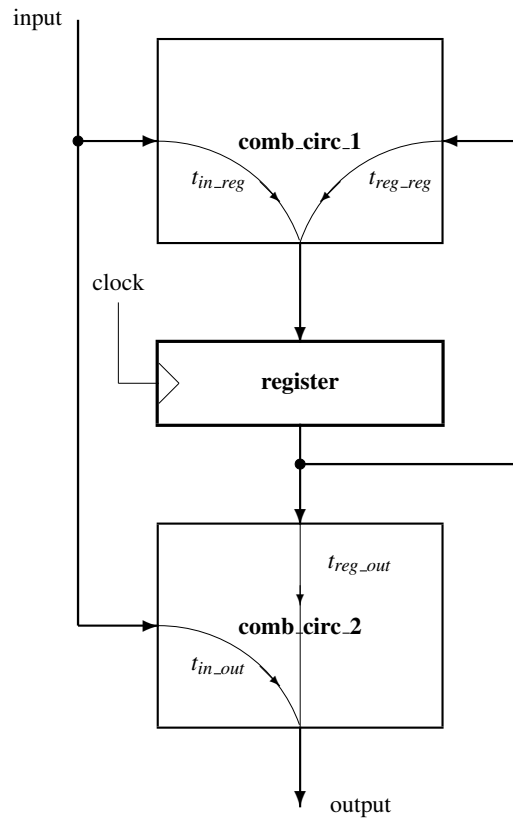 input
comb_circ_1
t_in_reg
t_reg_reg
clock
register
t_reg_out
comb_circ_2
t_in_out
output